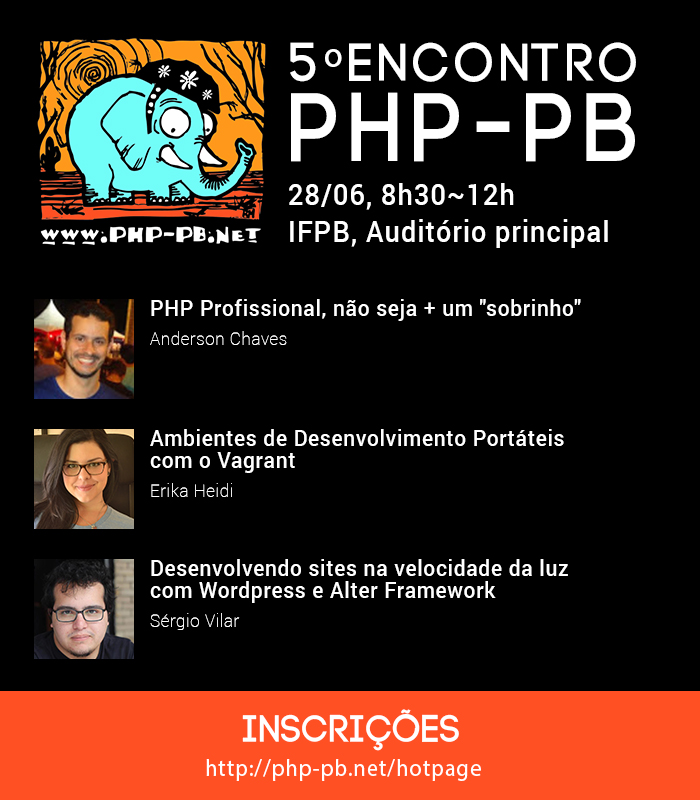 5º ENCONTRO
PHP-PB
28/06, 8h30~12h
IFPB, Auditório principal
WWW.PHP-PB.NET
PHP Profissional, não seja + um "sobrinho"
Anderson Chaves
Ambientes de Desenvolvimento Portáteis
com o Vagrant
Erika Heidi
Desenvolvendo sites na velocidade da luz
com Wordpress e Alter Framework
Sérgio Vilar
INSCRIÇÕES
http://php-pb.net/hotpage